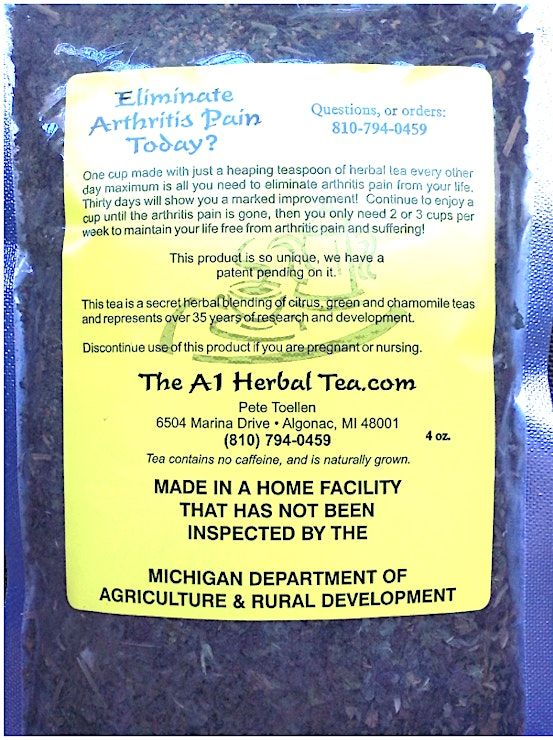 Eliminate
Arthritis Pain
Today?
Questions, or orders:
810-794-0459
One cup made with just a heaping teaspoon of herbal tea every other
day maximum is all you need to eliminate arthritis pain from your life.
Thirty days will show you a marked improvement! Continue to enjoy a
cup until the arthritis pain is gone, then you only need 2 or 3 cups per
week to maintain your life free from arthritic pain and suffering!
This product is so unique, we have a
patent pending on it.
This tea is a secret herbal blending of citrus, green and chamomile teas
and represents over 35 years of research and development.
Discontinue use of this product if you are pregnant or nursing.
The A1 Herbal Tea.com
Pete Toellen
6504 Marina Drive • Algonac, MI 48001
(810) 794-0459
4 oz.
Tea contains no caffeine, and is naturally grown.
MADE IN A HOME FACILITY
THAT HAS NOT BEEN
INSPECTED BY THE
MICHIGAN DEPARTMENT OF
AGRICULTURE & RURAL DEVELOPMENT